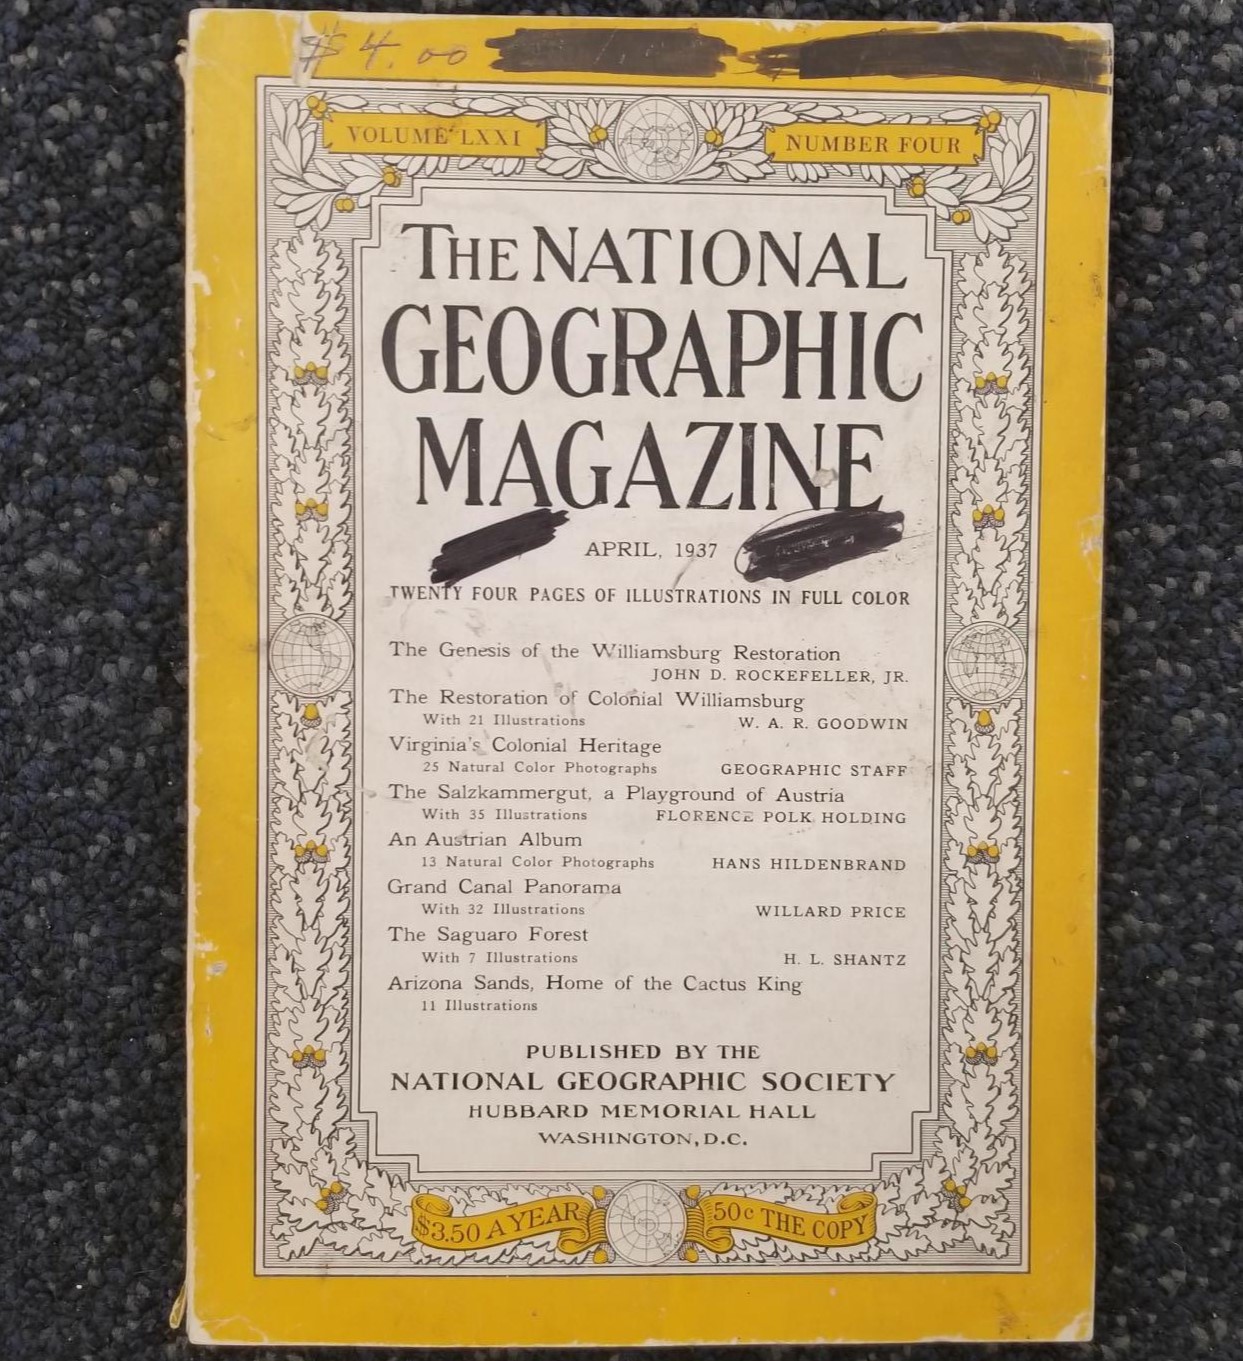 $4.00
VOLUME LXXI NUMBER FOUR
THE NATIONAL
GEOGRAPHIC
MAGAZINE
APRIL, 1937
TWENTY FOUR PAGES OF ILLUSTRATIONS IN FULL COLOR
The Genesis of the Williamsburg Restoration
JOHN D. ROCKEFELLER, JR.
The Restoration of Colonial Williamsburg
With 21 Illustrations W. A. R. GOODWIN
Virginia's Colonial Heritage
25 Natural Color Photographs GEOGRAPHIC STAFF
The Salzkammergut, a Playground of Austria
With 35 Illustrations FLORENCE POLK HOLDING
An Austrian Album
13 Natural Color Photographs HANS HILDENBRAND
Grand Canal Panorama
With 32 Illustrations WILLARD PRICE
The Saguaro Forest
With 7 Illustrations H. L. SHANTZ
Arizona Sands, Home of the Cactus King
11 Illustrations
PUBLISHED BY THE
NATIONAL GEOGRAPHIC SOCIETY
HUBBARD MEMORIAL HALL
WASHINGTON, D.C.
$3.50 A YEAR 50c THE COPY